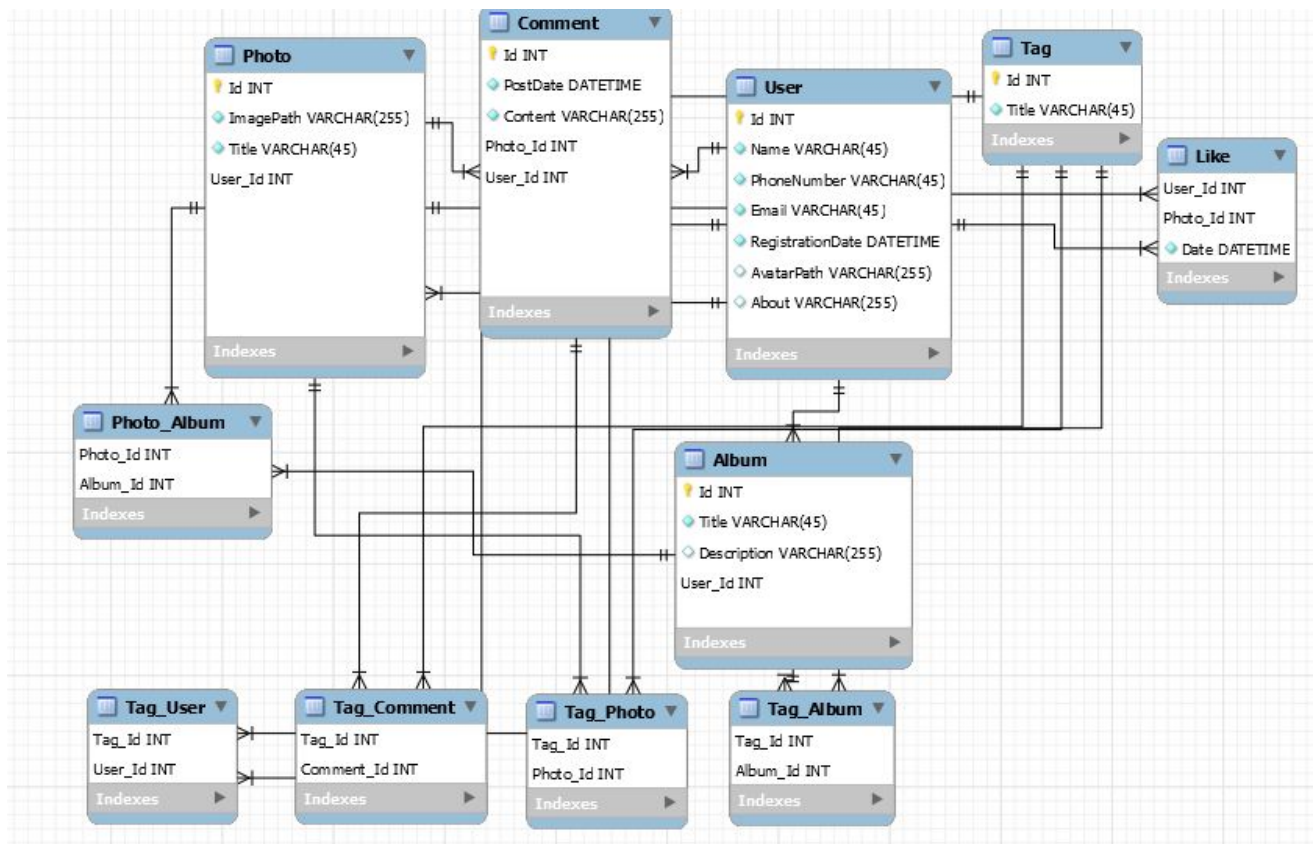 Photo
Id INT
ImagePath VARCHAR(255)
Title VARCHAR(45)
User_Id INT
Indexes
Comment
Id INT
PostDate DATETIME
Content VARCHAR(255)
Photo_Id INT
User_Id INT
Indexes
User
Id INT
Name VARCHAR(45)
PhoneNumber VARCHAR(45)
Email VARCHAR(45)
RegistrationDate DATETIME
AvatarPath VARCHAR(255)
About VARCHAR(255)
Indexes
Tag
Id INT
Title VARCHAR(45)
Indexes
Like
User_Id INT
Photo_Id INT
Date DATETIME
Indexes
Photo_Album
Photo_Id INT
Album_Id INT
Indexes
Album
Id INT
Title VARCHAR(45)
Description VARCHAR(255)
User_Id INT
Indexes
Tag_User
Tag_Id INT
User_Id INT
Indexes
Tag_Comment
Tag_Id INT
Comment_Id INT
Indexes
Tag_Photo
Tag_Id INT
Photo_Id INT
Indexes
Tag_Album
Tag_Id INT
Album_Id INT
Indexes